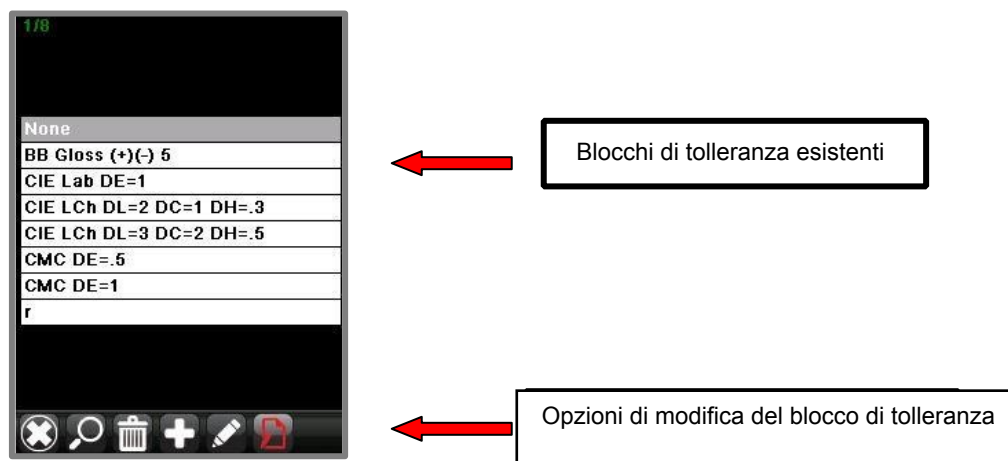 1/8
None
BB Gloss (+)(-) 5
CIE Lab DE=1
CIE LCh DL=2 DC=1 DH=.3
CIE LCh DL=3 DC=2 DH=.5
CMC DE=.5
CMC DE=1
r
Blocchi di tolleranza esistenti
Opzioni di modifica del blocco di tolleranza